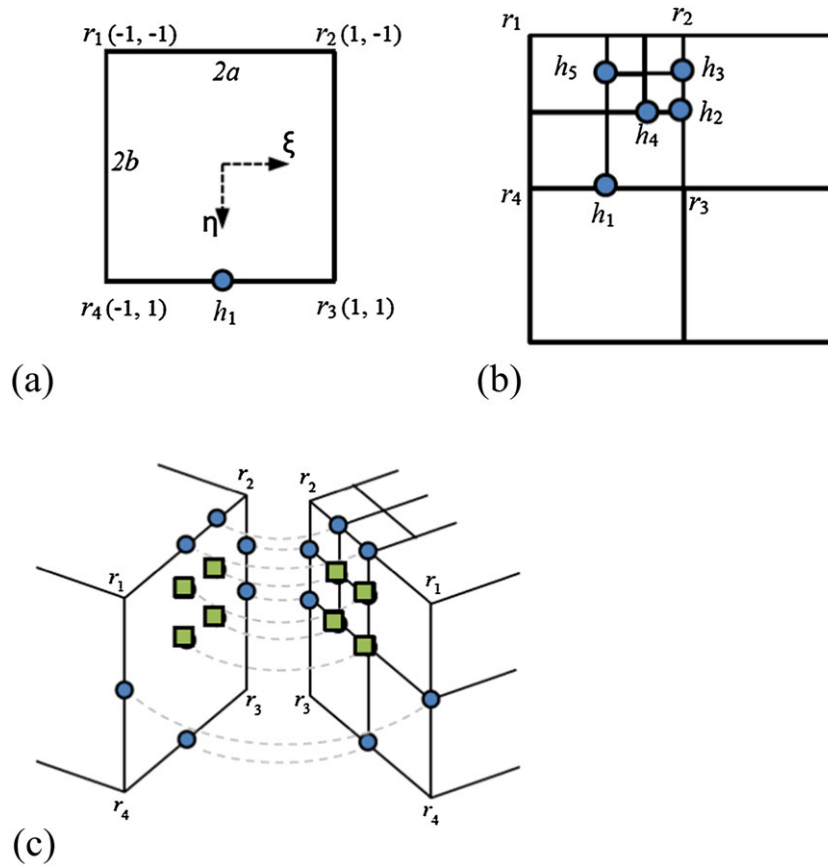 r1 (-1, -1) r2 (1, -1)
2a
2b
ξ
η
r4 (-1, 1) h1 r3 (1, 1)
(a)
r1 r2
h5 h3
h4 h2
r4 r3
h1
(b)
r2 r2
r1 r1
r3 r3
r4 r4
(c)